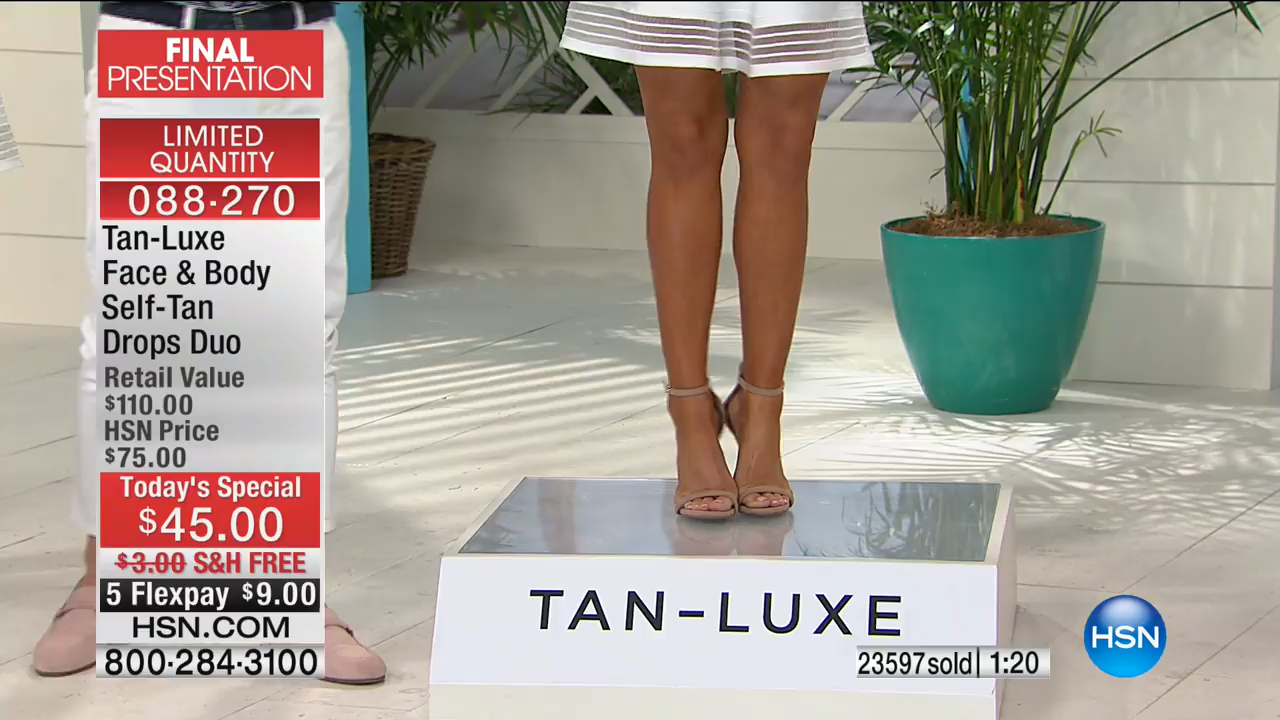 FINAL
PRESENTATION
LIMITED
QUANTITY
088·270
Tan-Luxe
Face & Body
Self-Tan
Drops Duo
Retail Value
$110.00
HSN Price
$75.00
Today's Special
$45.00
$3.00 S&H FREE
5 Flexpay $9.00
HSN.COM
800·284·3100
TAN-LUXE
23597 sold | 1:20
HSN